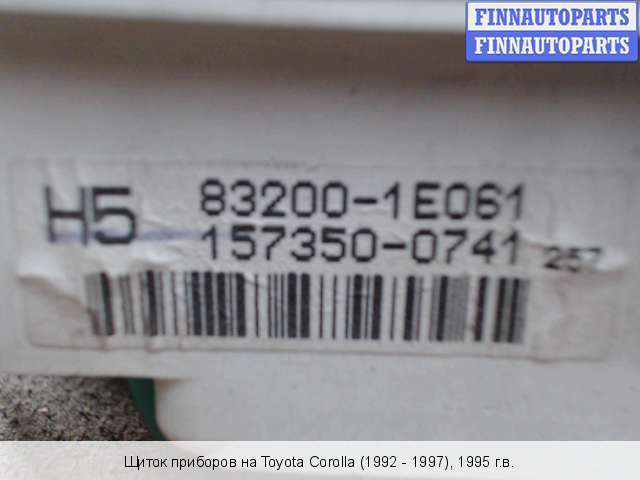 FINNAUTOPARTS
FINNAUTOPARTS
H5 83200-1E061
157350-0741 257
Щиток приборов на Toyota Corolla (1992 - 1997), 1995 г.в.